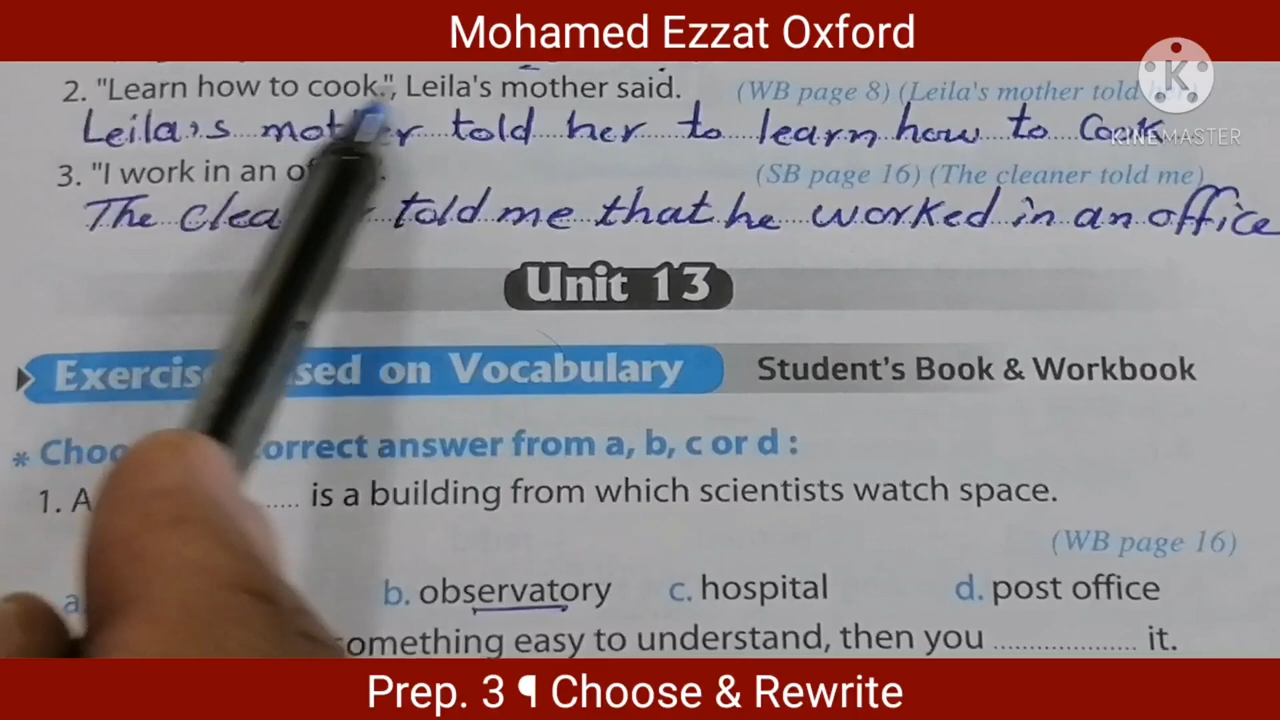 Mohamed Ezzat Oxford
K
KINEMASTER
2. "Learn how to cook.", Leila's mother said. (WB page 8) (Leila's mother told
Leila's mother told her to learn how to Cook
3. "I work in an (SB page 16) (The cleaner told me)
The told me that he worked in an office
Unit 13
Exercis sed on Vocabulary Student's Book & Workbook
* Choo orrect answer from a, b, c or d :
1. A ..... is a building from which scientists watch space.
(WB page 16)
a. b. observatory c. hospital d. post office
something easy to understand, then you .................. it.
Prep. 3 ¶ Choose & Rewrite